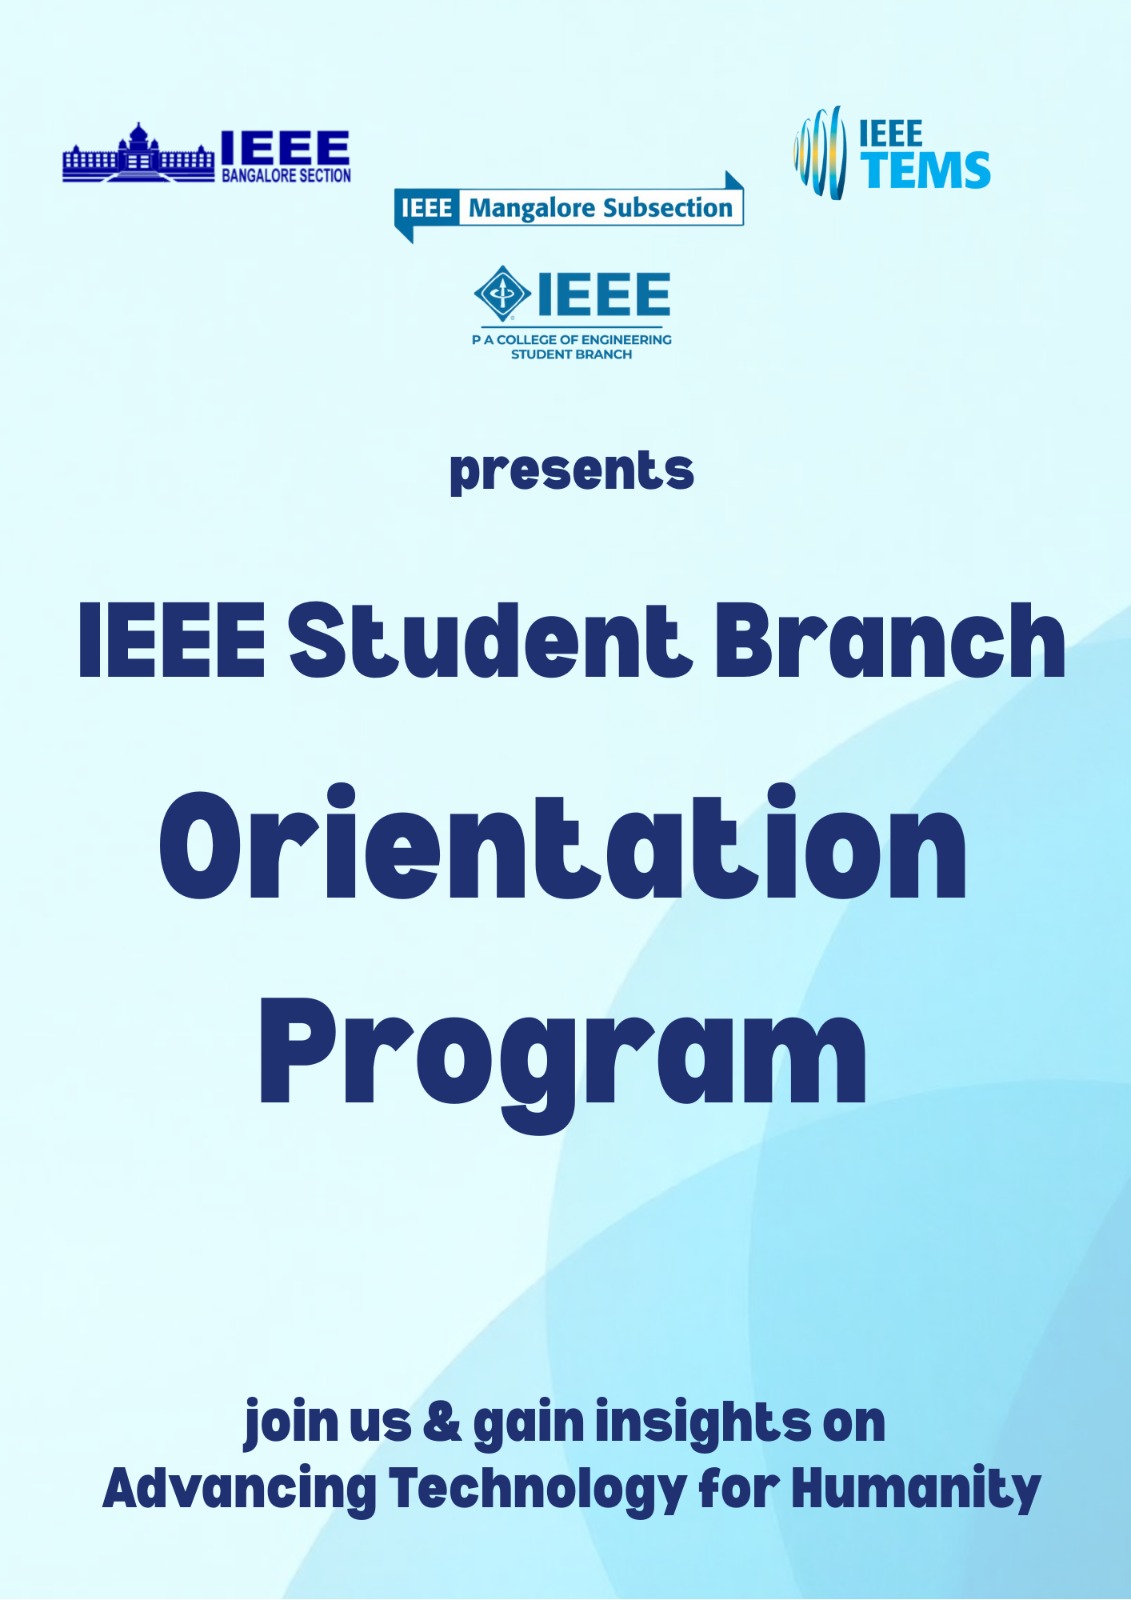 IEEE
BANGALORE SECTION
IEEE
TEMS
IEEE Mangalore Subsection
IEEE
P A COLLEGE OF ENGINEERING
STUDENT BRANCH
presents
IEEE Student Branch
Orientation
Program
join us & gain insights on
Advancing Technology for Humanity